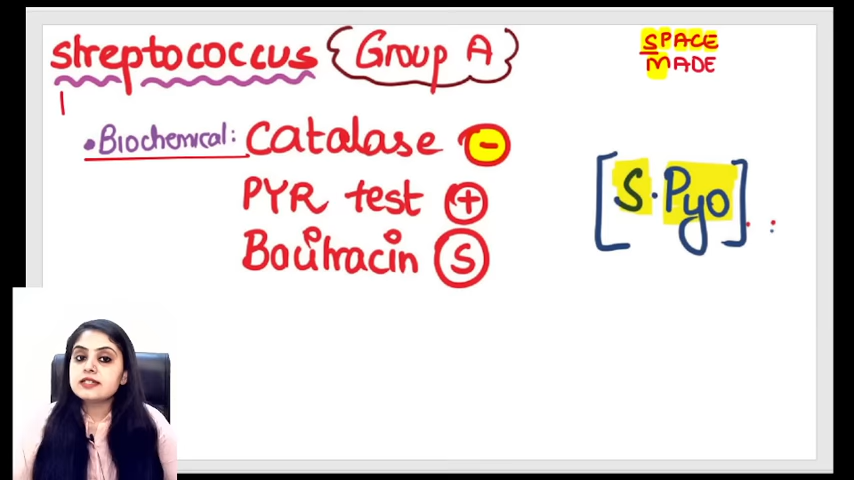 streptococcus {Group A}
SPACE
MADE
• Biochemical: Catalase -
PYR test +
Bacitracin S
[S. Pyo]